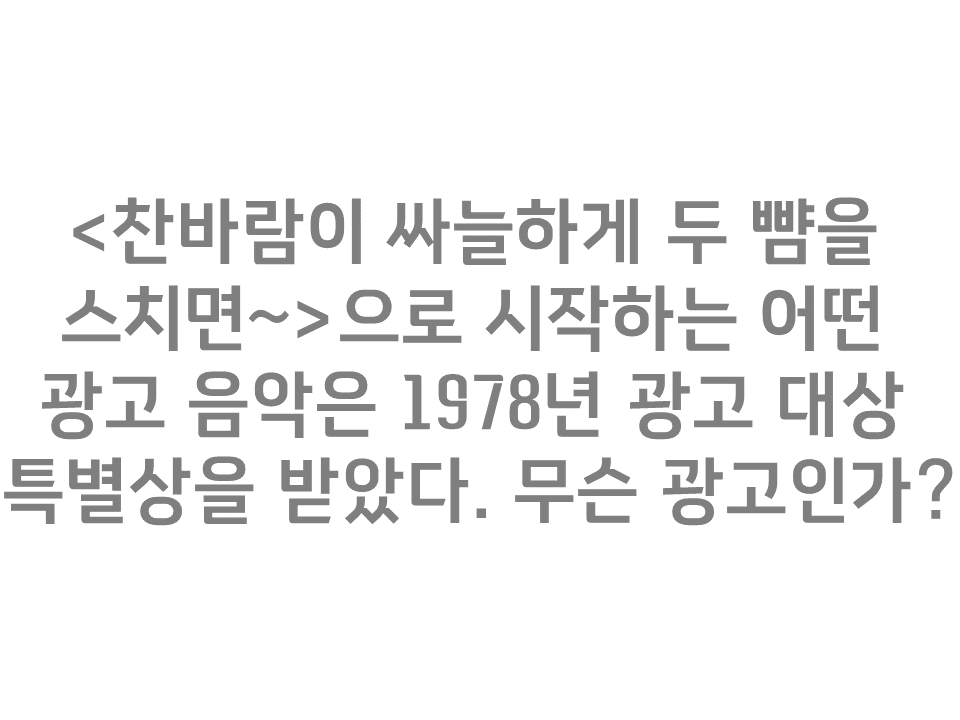 <찬바람이 싸늘하게 두 뺨을
스치면~>으로 시작하는 어떤
광고 음악은 1978년 광고 대상
특별상을 받았다. 무슨 광고인가?